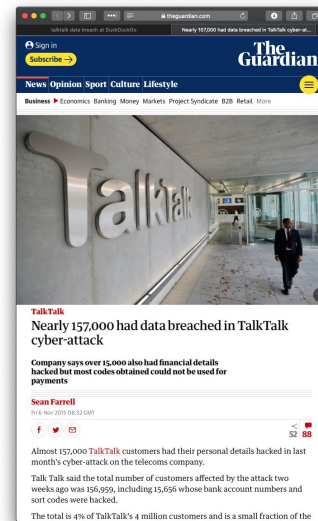 theguardian.com
talktalk data breach at DuckDuckGo
Nearly 157,000 had data breached in TalkTalk cyber-at...
Sign in
Subscribe →
The
Guardian
News Opinion Sport Culture Lifestyle
Business Economics Banking Money Markets Project Syndicate B2B Retail More
TalkTalk
TalkTalk
Nearly 157,000 had data breached in TalkTalk
cyber-attack
Company says over 15,000 also had financial details
hacked but most codes obtained could not be used for
payments
Sean Farrell
Fri 6 Nov 2015 08.32 GMT
52 88
Almost 157,000 TalkTalk customers had their personal details hacked in last
month's cyber-attack on the telecoms company.
Talk Talk said the total number of customers affected by the attack two
weeks ago was 156,959, including 15,656 whose bank account numbers and
sort codes were hacked.
The total is 4% of TalkTalk's 4 million customers and is a small fraction of the